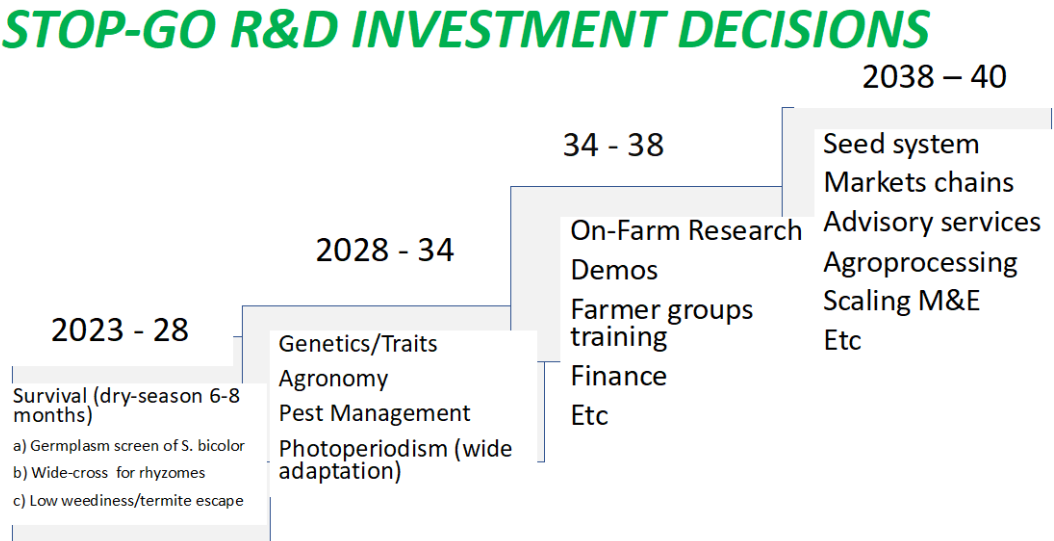 STOP-GO R&D INVESTMENT DECISIONS
2023 - 28
Survival (dry-season 6-8
months)
a) Germplasm screen of S. bicolor
b) Wide-cross for rhyzomes
c) Low weediness/termite escape
2028 - 34
Genetics/Traits
Agronomy
Pest Management
Photoperiodism (wide
adaptation)
34 - 38
On-Farm Research
Demos
Farmer groups
training
Finance
Etc
2038 – 40
Seed system
Markets chains
Advisory services
Agroprocessing
Scaling M&E
Etc